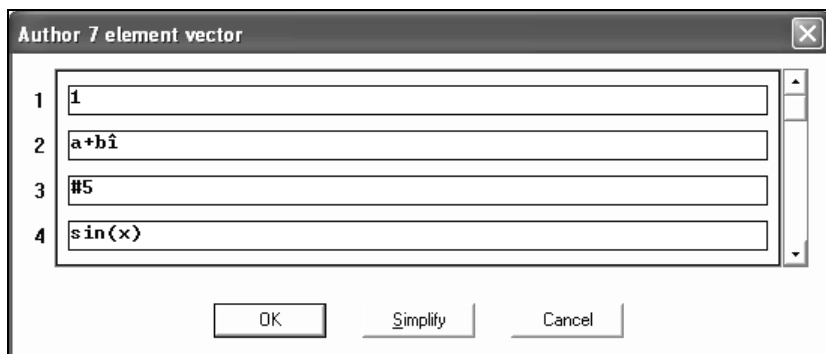 Author 7 element vector
1 1
2 a+bî
3 #5
4 sin(x)
OK Simplify Cancel